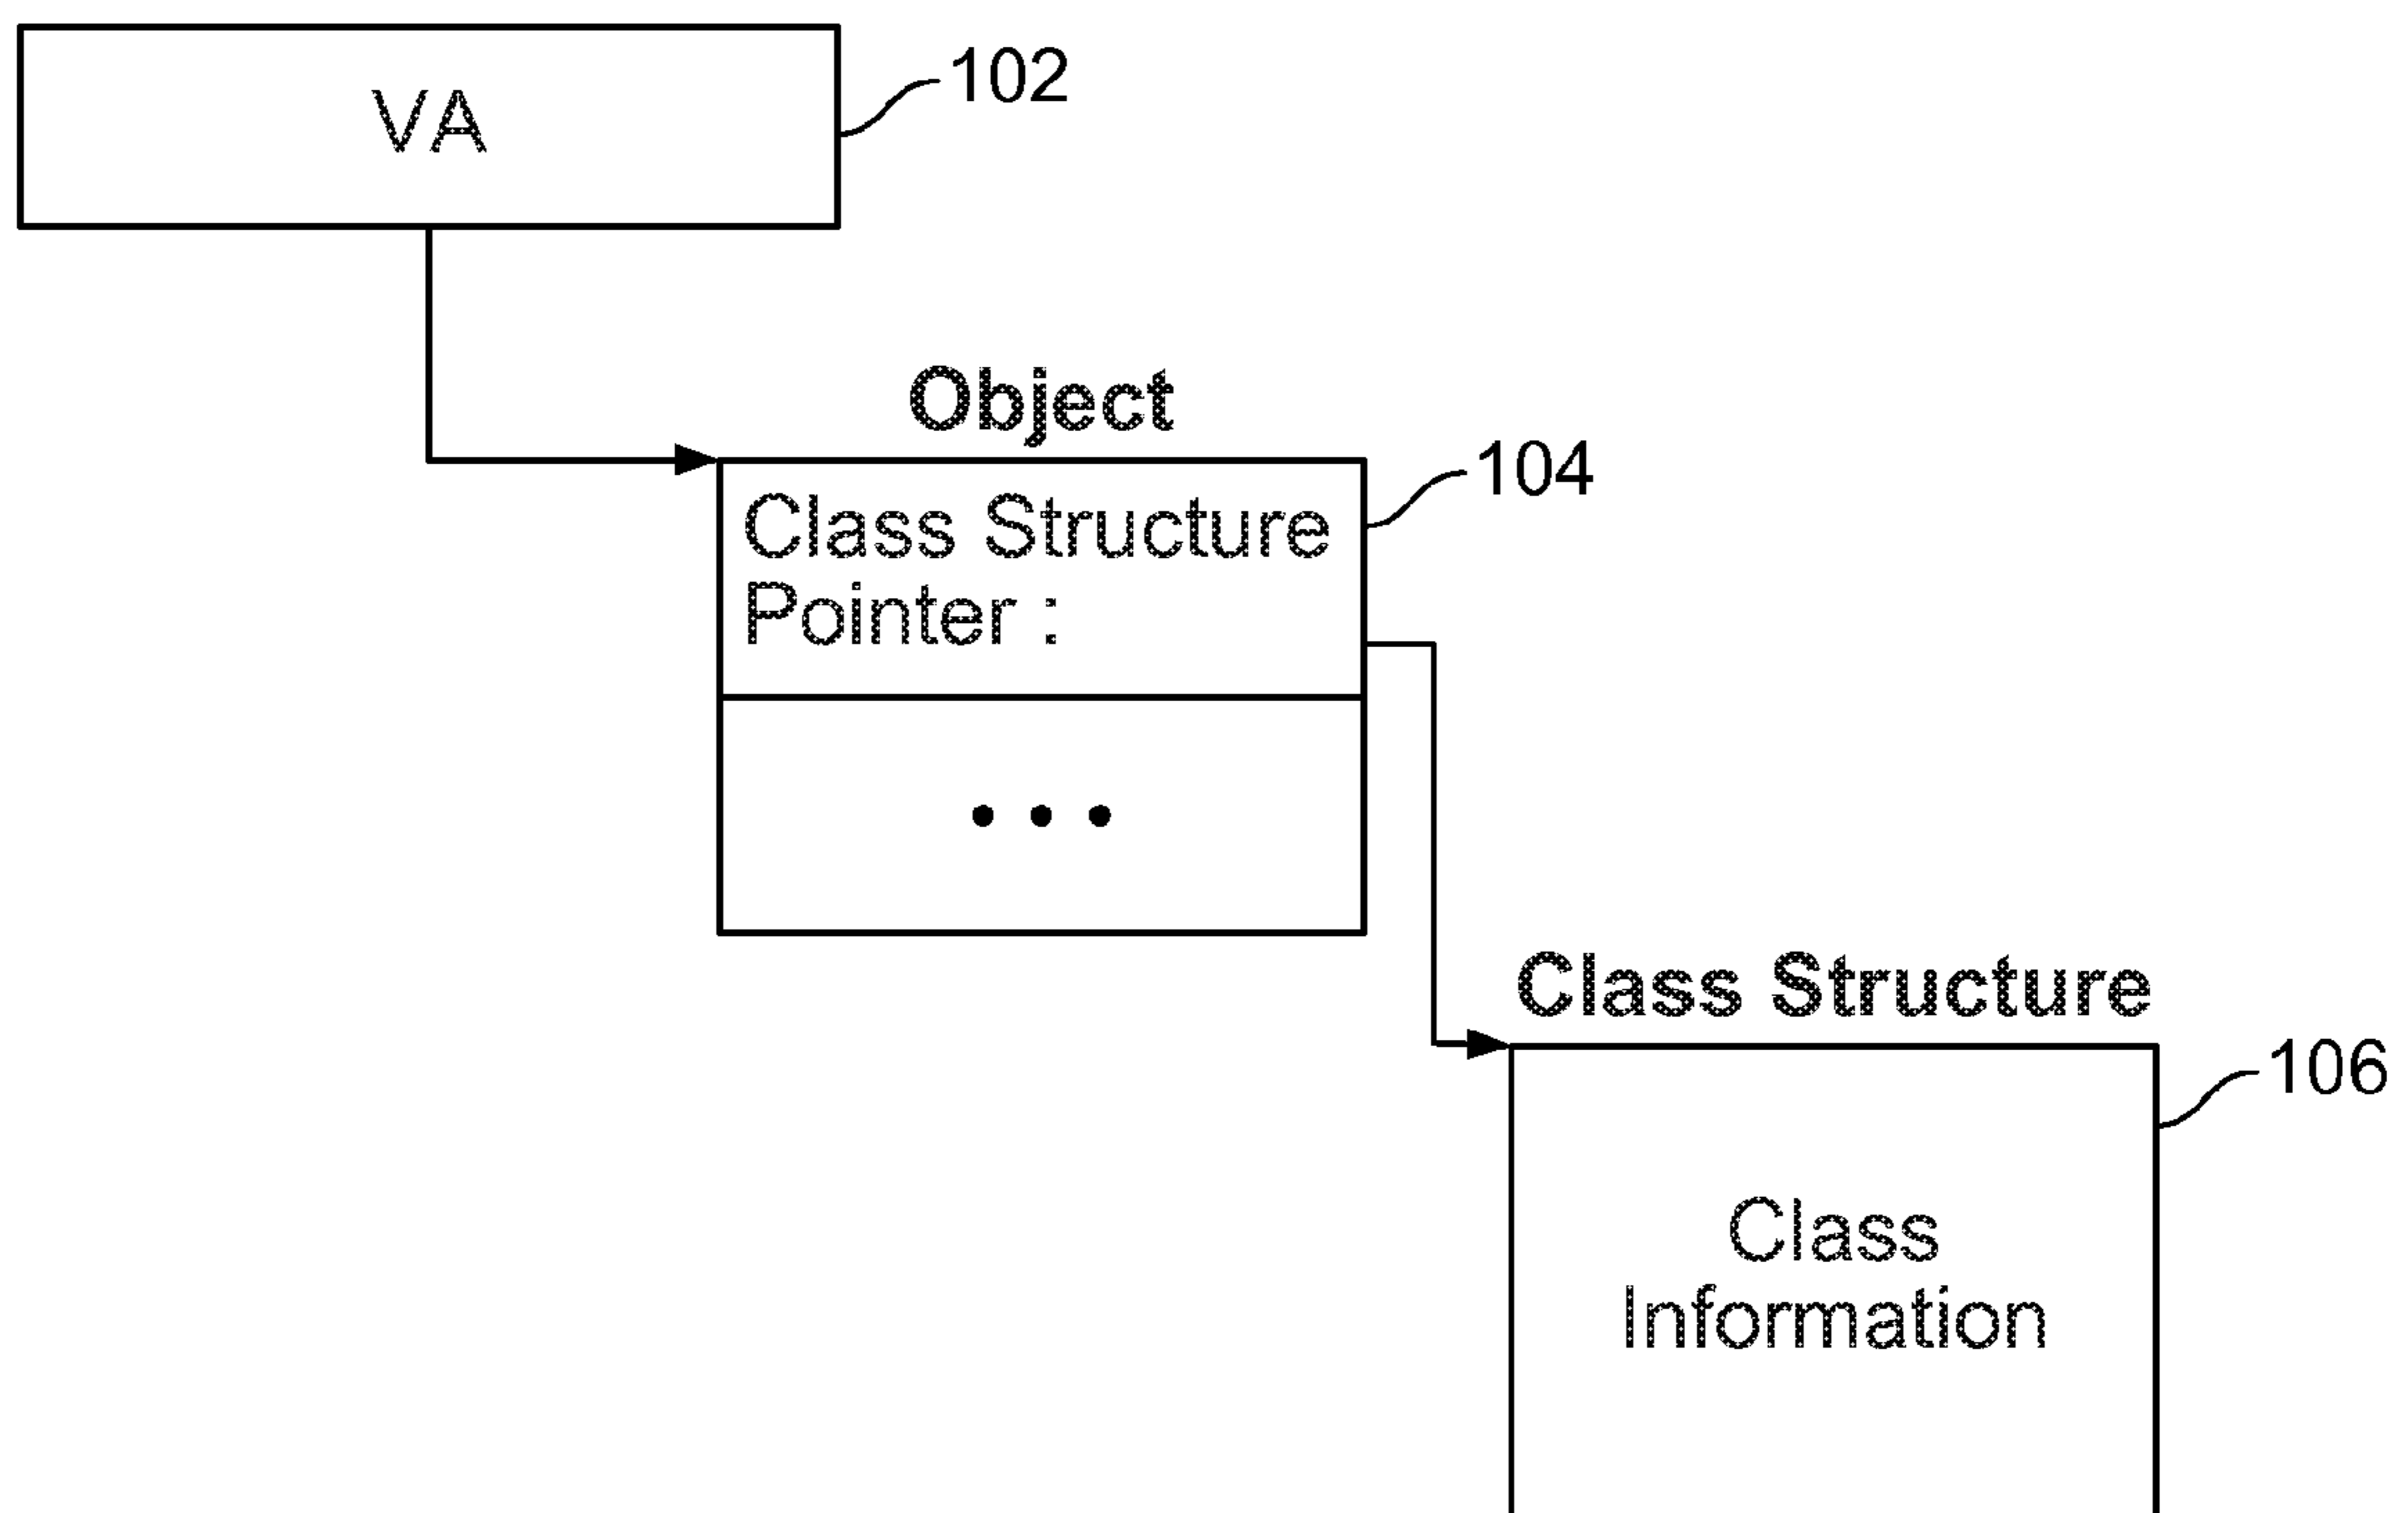 102
VA
Object
104
Class Structure
Pointer :
• • •
Class Structure
106
Class
Information